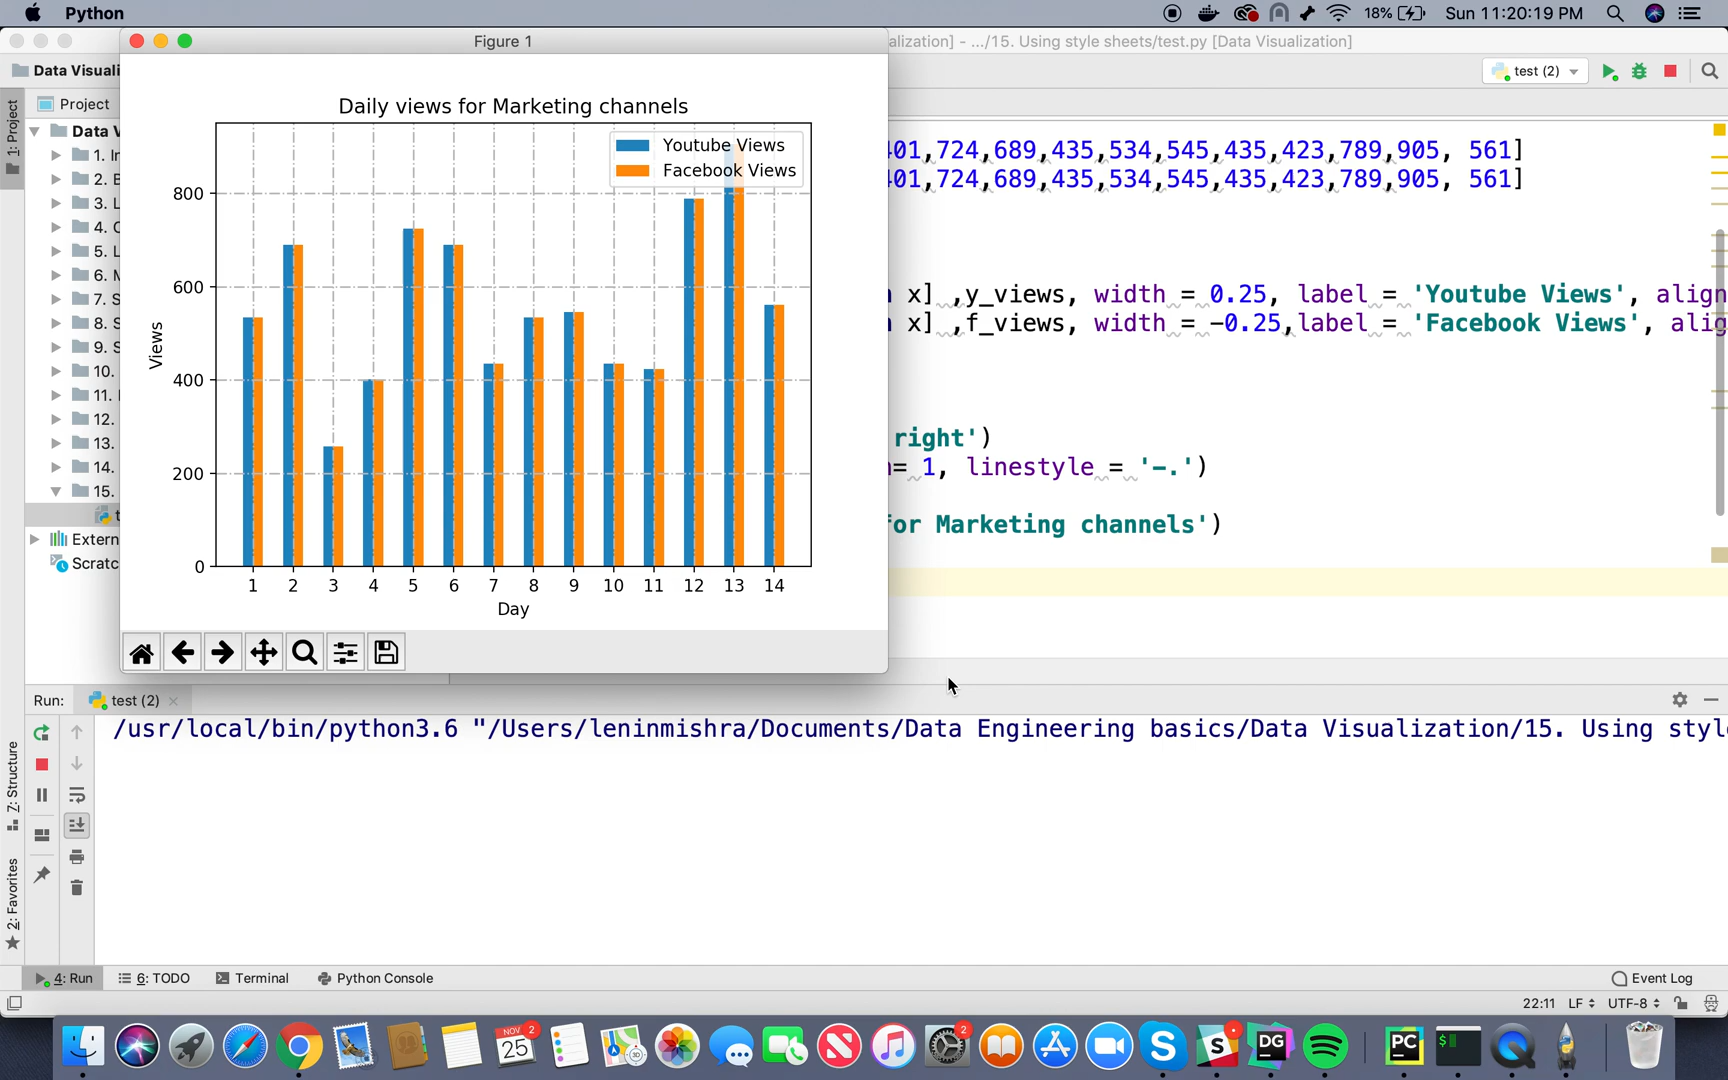 Python
18%
Sun 11:20:19 PM
Figure 1
alization] - .../15. Using style sheets/test.py [Data Visualization]
Data Visuali
test (2)
1: Project
Project
Data V
1. Ir
2. B
3. L
4. C
5. L
6. M
7. S
8. S
9. S
10.
11.
12.
13.
14.
15.
Extern
Scratc
Daily views for Marketing channels
Youtube Views
Facebook Views
800
600
400
200
0
Views
1 2 3 4 5 6 7 8 9 10 11 12 13 14
Day
401,724,689,435,534,545,435,423,789,905, 561]
401,724,689,435,534,545,435,423,789,905, 561]
x] ,y_views, width = 0.25, label = 'Youtube Views', align
x] ,f_views, width = -0.25,label = 'Facebook Views', alig
right')
= 1, linestyle = '-.')
for Marketing channels')
Run:
test (2)
/usr/local/bin/python3.6 "/Users/leninmishra/Documents/Data Engineering basics/Data Visualization/15. Using styl
7: Structure
2: Favorites
4: Run
6: TODO
Terminal
Python Console
Event Log
22:11
LF
UTF-8
NOV
25
2
2
DG
PC
$